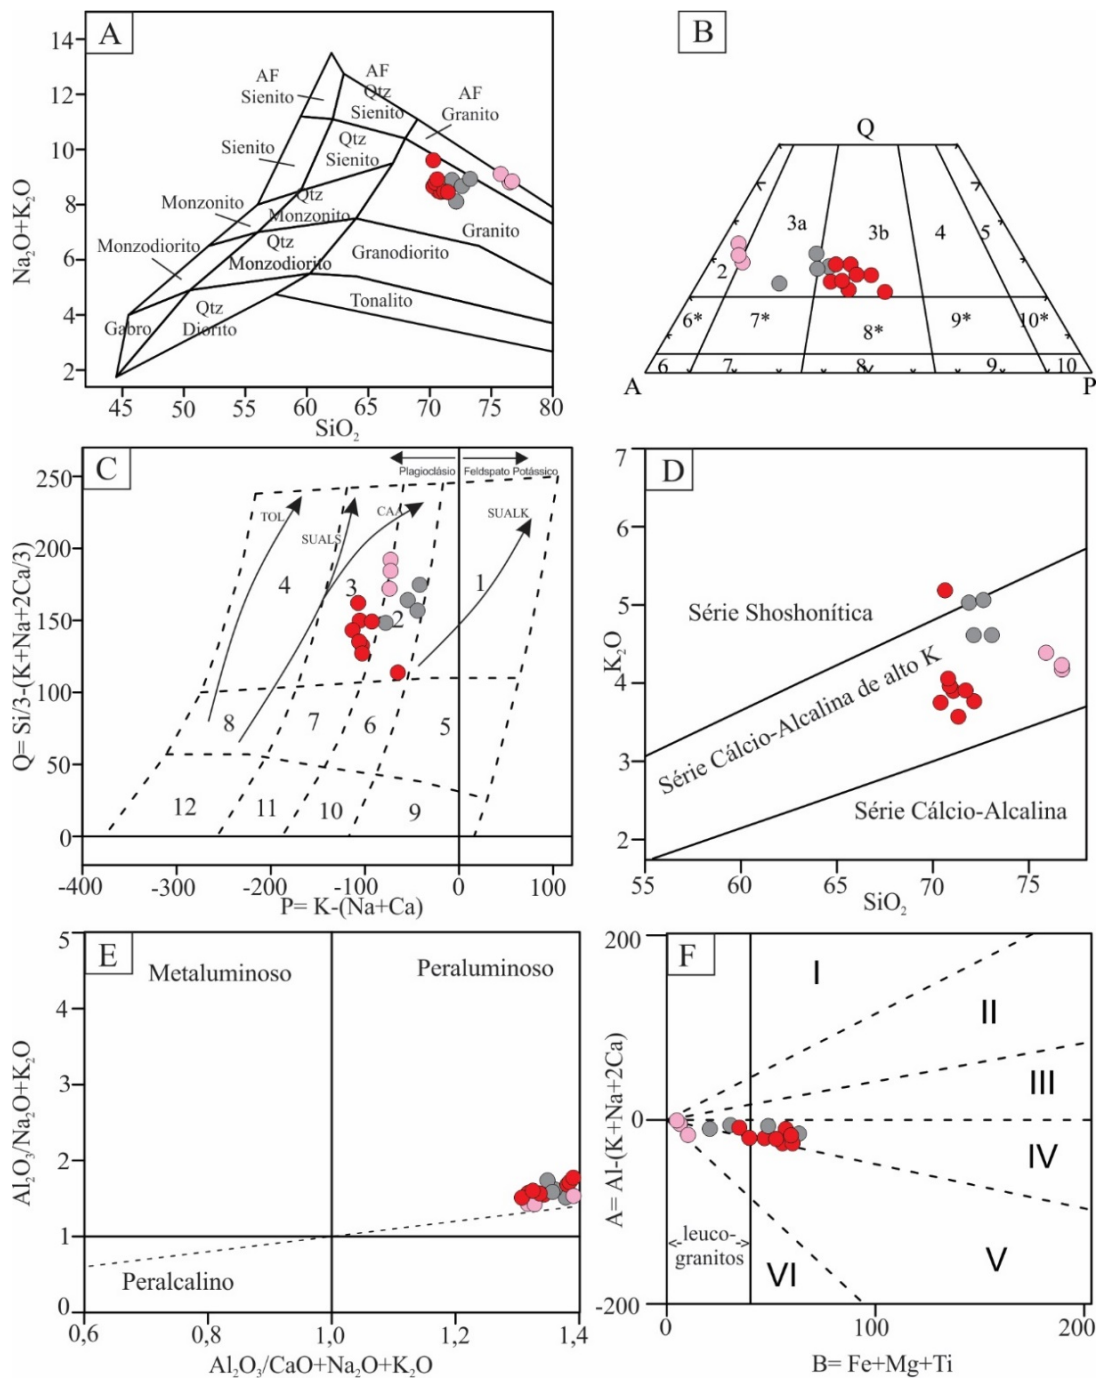 A
14
12
10
8
6
4
2
Na₂O+K₂O
45
50
55
60
65
70
75
80
SiO₂
AF
Sienito
AF
Qtz
Sienito
AF
Granito
Sienito
Qtz
Sienito
Monzonito
Qtz
Monzonito
Granito
Monzodiorito
Qtz
Monzodiorito
Granodiorito
Gabro
Qtz
Diorito
Tonalito
B
Q
3a
3b
4
5
2
6*
7*
8*
9*
10*
6
7
8
9
10
A
P
C
Plagioclásio
Feldspato Potássico
250
200
150
100
50
0
Q= Si/3-(K+Na+2Ca/3)
TOL
SUALS
CAA
SUALK
4
3
2
1
8
7
6
5
12
11
10
9
-400
-300
-200
-100
0
100
P= K-(Na+Ca)
D
7
6
5
4
3
2
K₂O
Série Shoshonítica
Série Cálcio-Alcalina de alto K
Série Cálcio-Alcalina
55
60
65
70
75
SiO₂
E
5
4
3
2
1
0
Al₂O₃/Na₂O+K₂O
Metaluminoso
Peraluminoso
Peralcalino
0,6
0,8
1,0
1,2
1,4
Al₂O₃/CaO+Na₂O+K₂O
F
200
0
-200
A= Al-(K+Na+2Ca)
I
II
III
IV
V
VI
leuco-
granitos
0
100
200
B= Fe+Mg+Ti